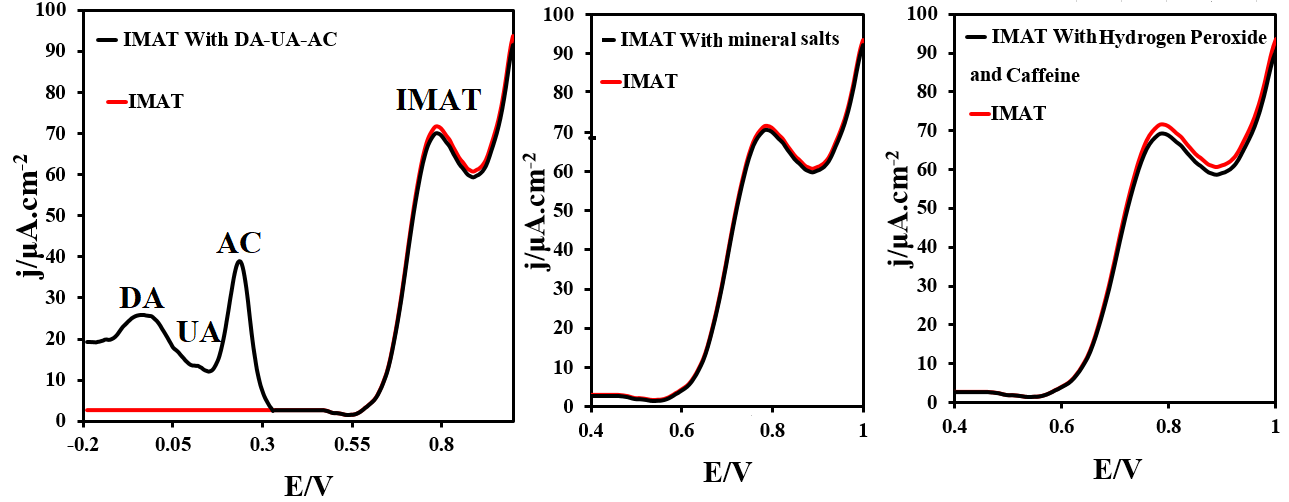 100
90
80
70
60
50
40
30
20
10
0
-0.2
0.05
0.3
0.55
0.8
j/µA.cm-2
E/V
IMAT With DA-UA-AC
IMAT
IMAT
AC
DA
UA
100
90
80
70
60
50
40
30
20
10
0
0.4
0.6
0.8
1
j/µA.cm-2
E/V
IMAT With mineral salts
IMAT
100
90
80
70
60
50
40
30
20
10
0
0.4
0.6
0.8
1
j/µA.cm-2
E/V
IMAT With Hydrogen Peroxide
and Caffeine
IMAT